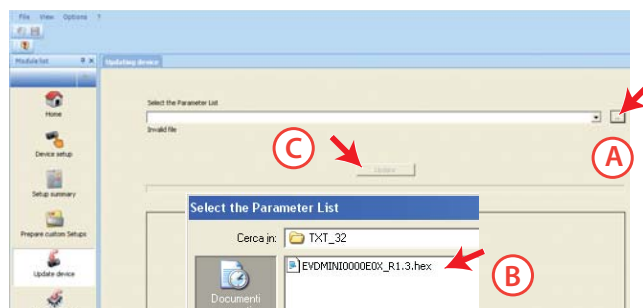 File View Options ?
Module list
Updating device
Home
Device setup
Setup summary
Prepare custom Setups
Update device
Select the Parameter List
Invalid file
...
A
C
Update
Select the Parameter List
Cerca in: TXT_32
EVDMINI0000E0X_R1.3.hex
B
Documenti